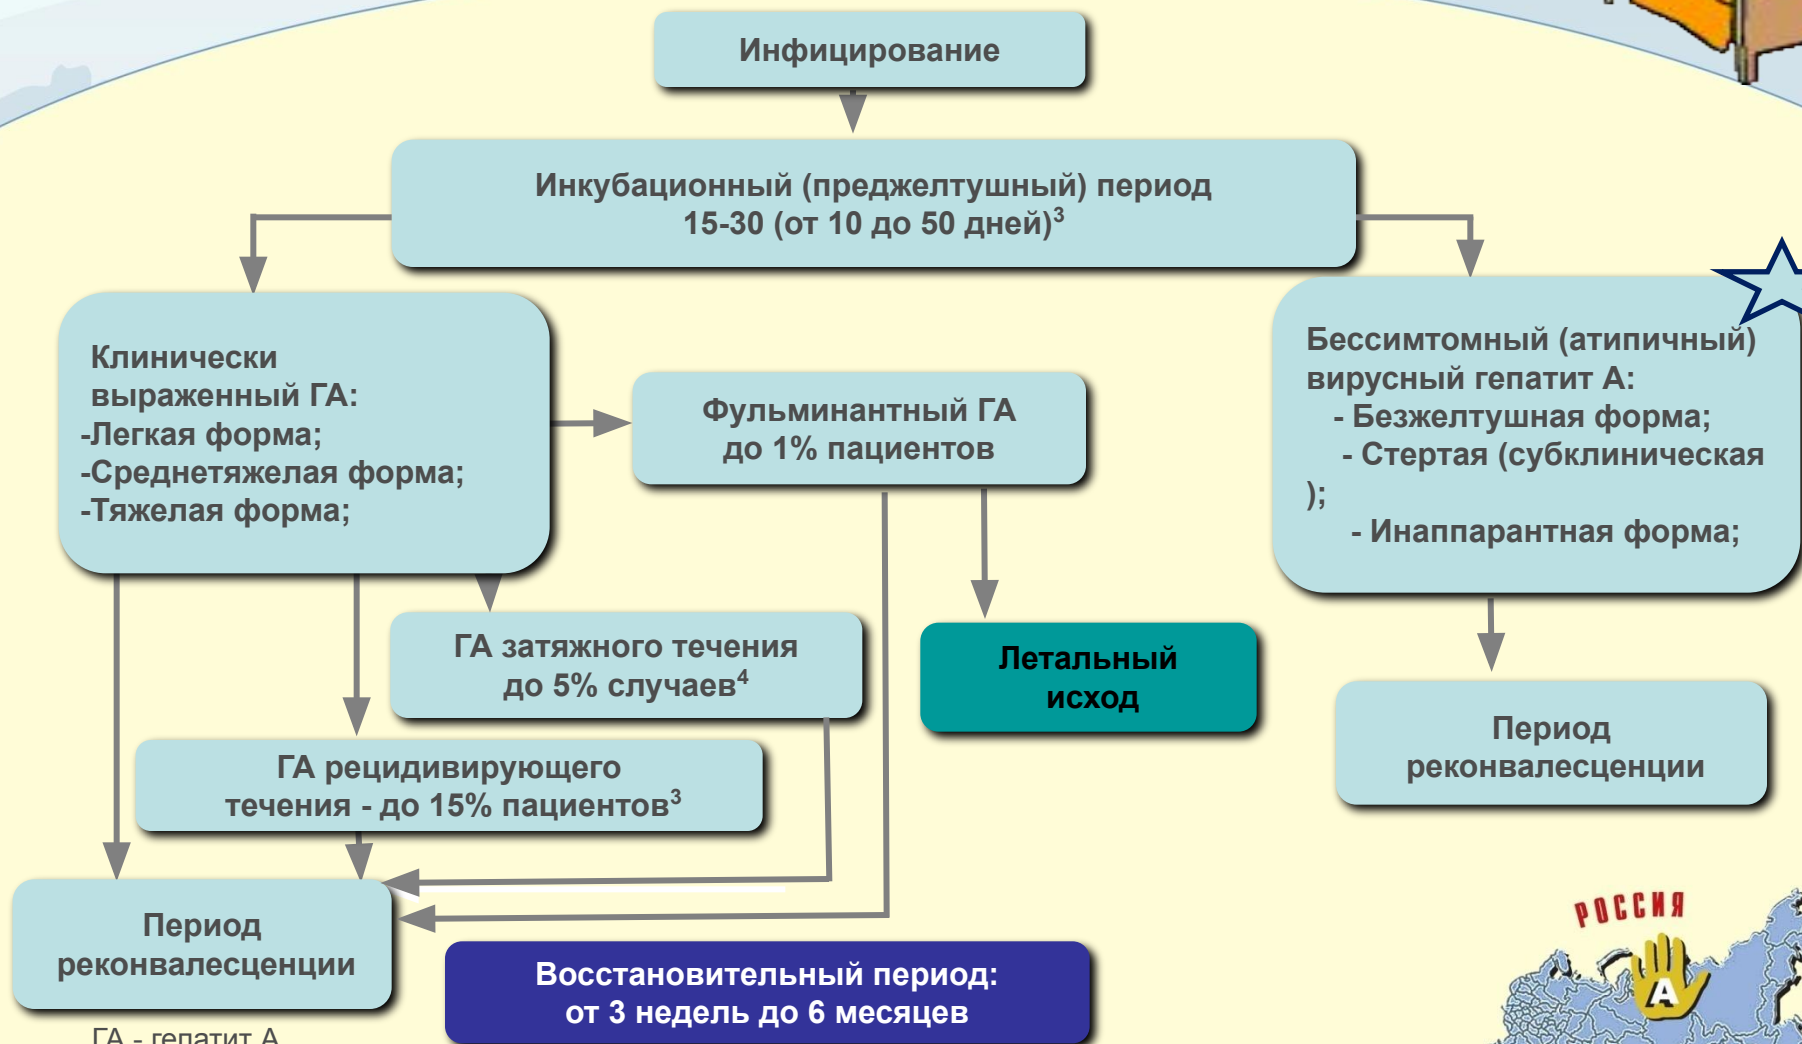 Инфицирование
Инкубационный (преджелтушный) период
15-30 (от 10 до 50 дней)³
Клинически
выраженный ГА:
-Легкая форма;
-Среднетяжелая форма;
-Тяжелая форма;
Фульминантный ГА
до 1% пациентов
Бессимтомный (атипичный)
вирусный гепатит А:
- Безжелтушная форма;
- Стертая (субклиническая
);
- Инаппарантная форма;
ГА затяжного течения
до 5% случаев⁴
Летальный
исход
Период
реконвалесценции
ГА рецидивирующего
течения - до 15% пациентов³
Период
реконвалесценции
Восстановительный период:
от 3 недель до 6 месяцев
РОССИЯ
А
ГА - гепатит А